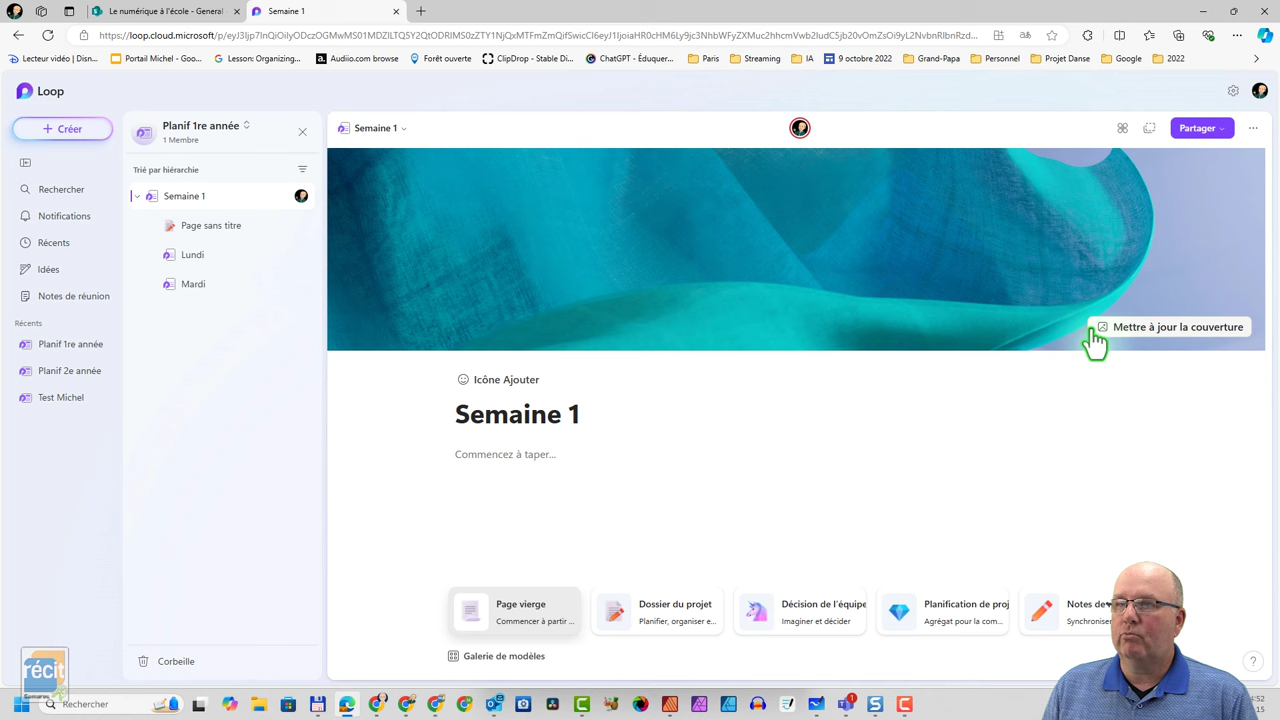 Le numérique à l'école - General
Semaine 1
https://loop.cloud.microsoft/p/
Lecteur vidéo | Disn...
Portail Michel - Goo...
Lesson: Organizing...
Audiio.com browse
Forêt ouverte
ClipDrop - Stable Di...
ChatGPT - Éduquer...
Paris
Streaming
IA
9 octobre 2022
Grand-Papa
Personnel
Projet Danse
Google
2022
Loop
Créer
Planif 1re année
1 Membre
Semaine 1
Partager
Trié par hiérarchie
Rechercher
Semaine 1
Notifications
Page sans titre
Récents
Lundi
Idées
Mardi
Notes de réunion
Récents
Planif 1re année
Planif 2e année
Test Michel
Mettre à jour la couverture
Icône Ajouter
Semaine 1
Commencez à taper...
Page vierge
Commencer à partir ...
Dossier du projet
Planifier, organiser e...
Décision de l'équipe
Imaginer et décider
Planification de proj
Agrégat pour la com...
Notes de
Synchronise
Galerie de modèles
Corbeille
récit
Rechercher
1